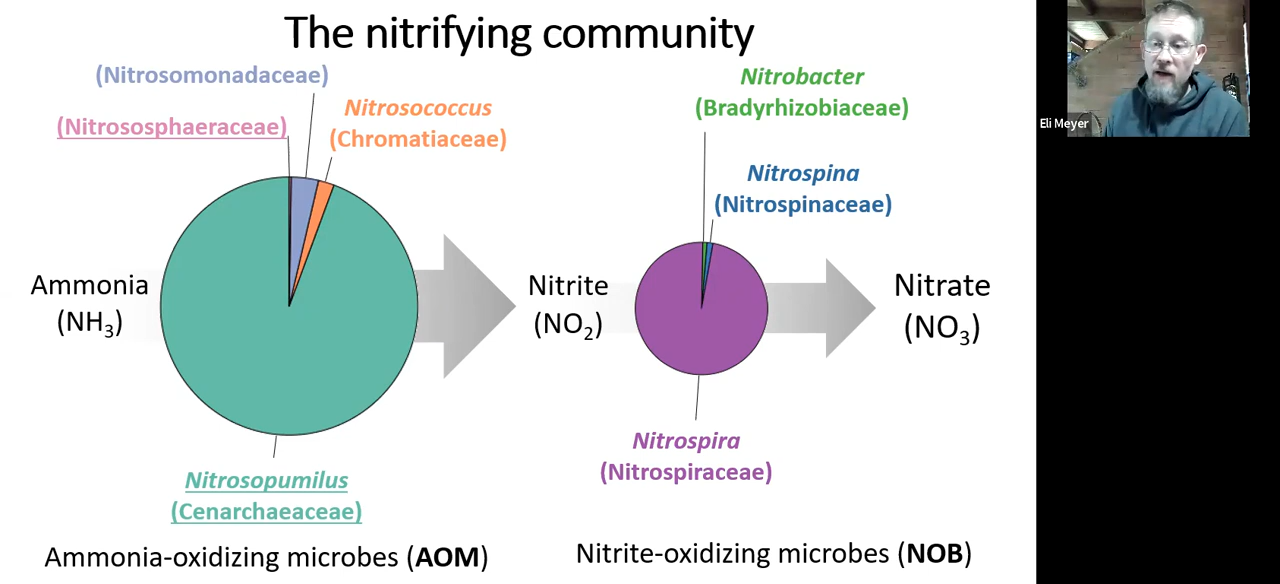 The nitrifying community
(Nitrosomonadaceae)
(Nitrososphaeraceae)
Nitrosococcus
(Chromatiaceae)
Nitrobacter
(Bradyrhizobiaceae)
Nitrospina
(Nitrospinaceae)
Ammonia
(NH₃)
Nitrite
(NO₂)
Nitrate
(NO₃)
Nitrosopumilus
(Cenarchaeaceae)
Nitrospira
(Nitrospiraceae)
Ammonia-oxidizing microbes (AOM)
Nitrite-oxidizing microbes (NOB)
Eli Meyer